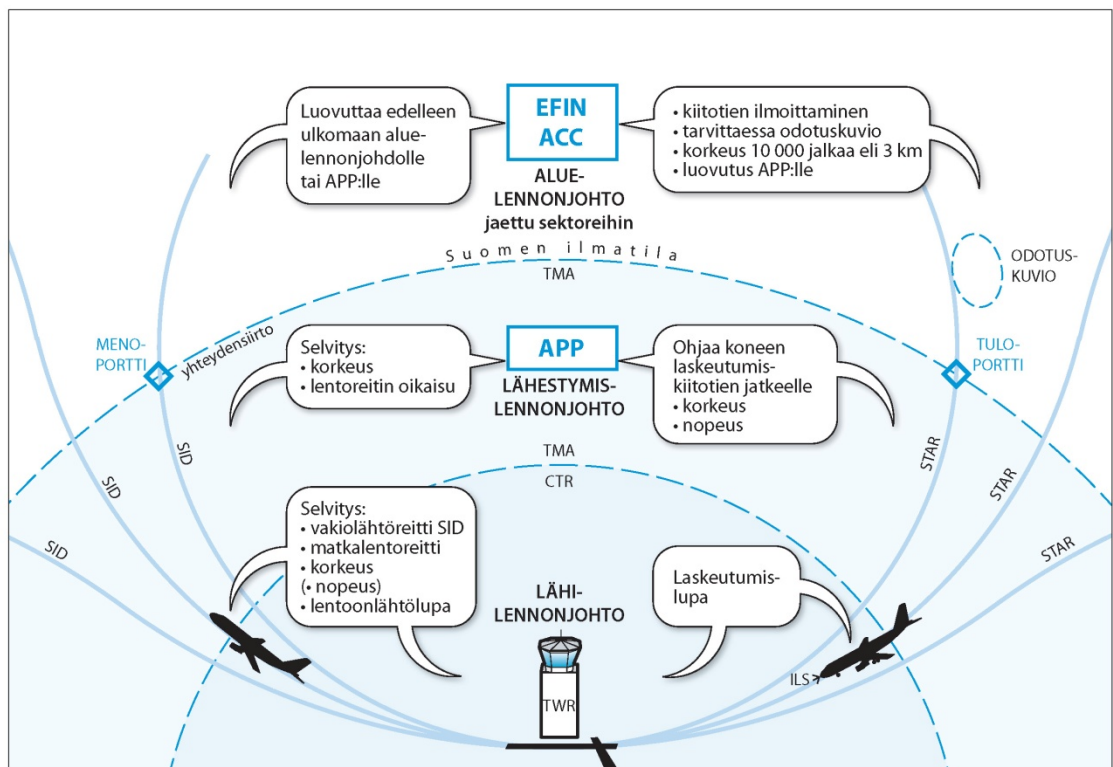 Luovuttaa edelleen
ulkomaan alue-
lennonjohdolle
tai APP:lle
EFIN
ACC
ALUE-
LENNONJOHTO
jaettu sektoreihin
• kiitotien ilmoittaminen
• tarvittaessa odotuskuvio
• korkeus 10 000 jalkaa eli 3 km
• luovutus APP:lle
Suomen ilmatila
TMA
ODOTUS-
KUVIO
MENO-
PORTTI
yhteydensiirto
Selvitys:
• korkeus
• lentoreitin oikaisu
APP
LÄHESTYMIS-
LENNONJOHTO
Ohjaa koneen
laskeutumis-
kiitotien jatkeelle
• korkeus
• nopeus
TULO-
PORTTI
SID
SID
SID
TMA
CTR
STAR
STAR
STAR
Selvitys:
• vakiolähtöreitti SID
• matkalentoreitti
• korkeus
(• nopeus)
• lentoonlähtölupa
LÄHI-
LENNONJOHTO
TWR
Laskeutumis-
lupa
ILS